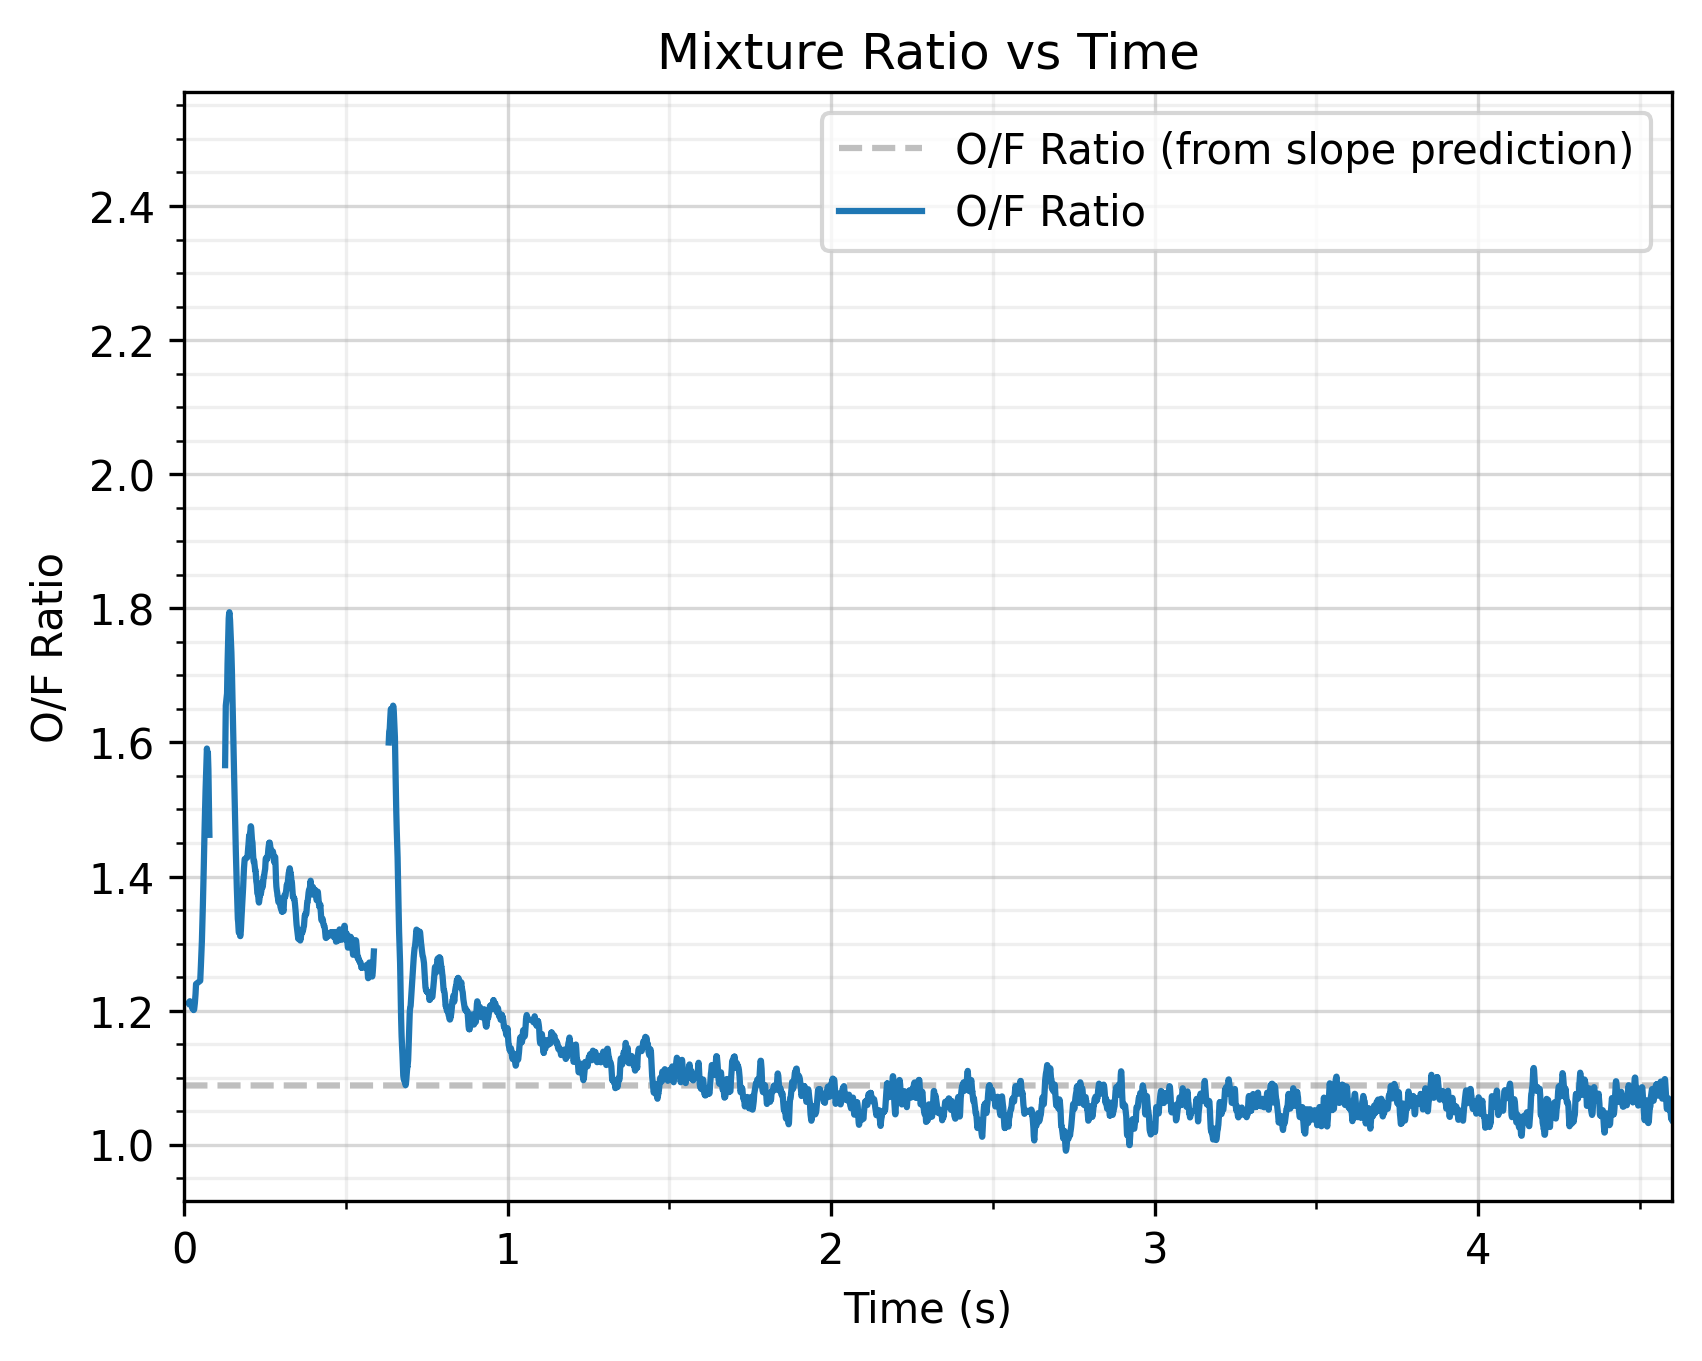 Mixture Ratio vs Time
O/F Ratio (from slope prediction)
O/F Ratio
2.4
2.2
2.0
1.8
1.6
1.4
1.2
1.0
O/F Ratio
0 1 2 3 4
Time (s)